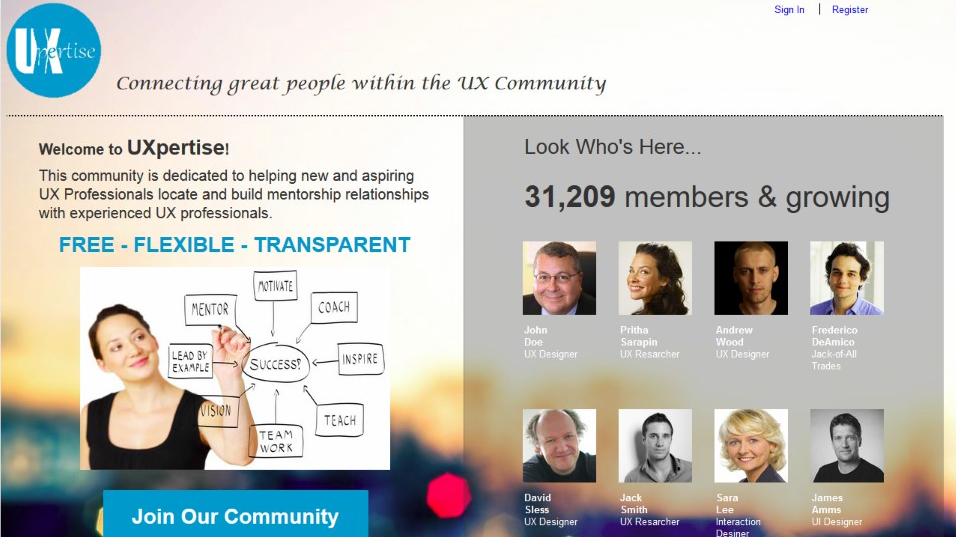 Sign In | Register
UXpertise
Connecting great people within the UX Community
Welcome to UXpertise!
This community is dedicated to helping new and aspiring
UX Professionals locate and build mentorship relationships
with experienced UX professionals.
FREE - FLEXIBLE - TRANSPARENT
MOTIVATE
MENTOR
COACH
LEAD BY
EXAMPLE
SUCCESS?
INSPIRE
VISION
TEACH
TEAM
WORK
Join Our Community
Look Who's Here...
31,209 members & growing
John
Doe
UX Designer
Pritha
Sarapin
UX Resarcher
Andrew
Wood
UX Designer
Frederico
DeAmico
Jack-of-All
Trades
David
Sless
UX Designer
Jack
Smith
UX Resarcher
Sara
Lee
Interaction
Desiner
James
Amms
UI Designer